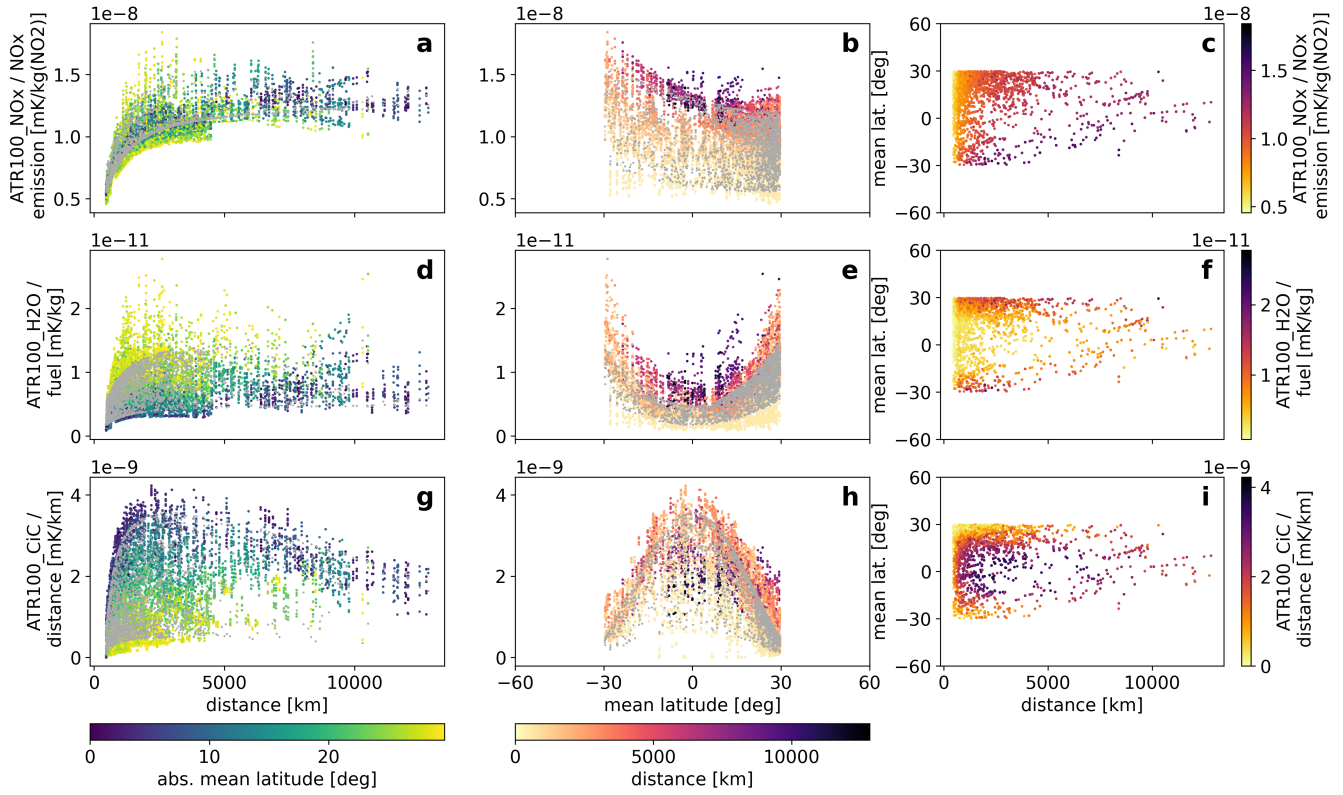 1e−8
ATR100_NOx / NOx
emission [mK/kg(NO2)]
1.5
1.0
0.5
a
1e−8
1.5
1.0
0.5
b
mean lat. [deg]
60
30
0
−30
−60
c
1e−8
1.5
1.0
0.5
ATR100_NOx / NOx
emission [mK/kg(NO2)]
1e−11
ATR100_H2O /
fuel [mK/kg]
2
1
0
d
1e−11
2
1
0
e
mean lat. [deg]
60
30
0
−30
−60
f
1e−11
2
1
ATR100_H2O /
fuel [mK/kg]
1e−9
ATR100_CiC /
distance [mK/km]
4
2
0
g
0 5000 10000
distance [km]
1e−9
4
2
0
h
−60 −30 0 30 60
mean latitude [deg]
mean lat. [deg]
60
30
0
−30
−60
i
0 5000 10000
distance [km]
1e−9
4
2
0
ATR100_CiC /
distance [mK/km]
0 10 20
abs. mean latitude [deg]
0 5000 10000
distance [km]